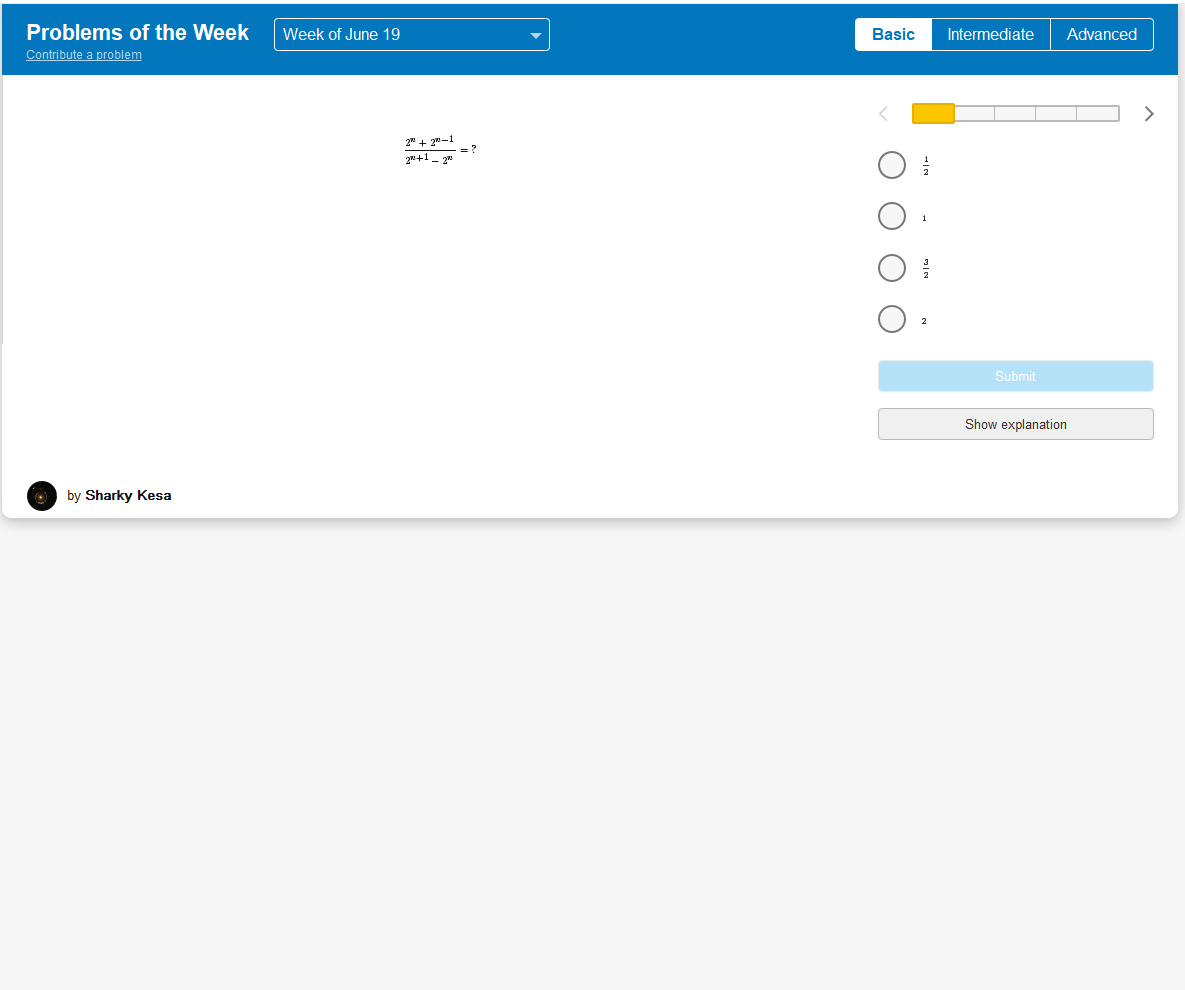 Problems of the Week
Contribute a problem
Week of June 19
Basic
Intermediate
Advanced
\frac{2^n + 2^{n-1}}{2^{n+1} - 2^n} = ?
\frac{1}{2}
1
\frac{3}{2}
2
Submit
Show explanation
by Sharky Kesa